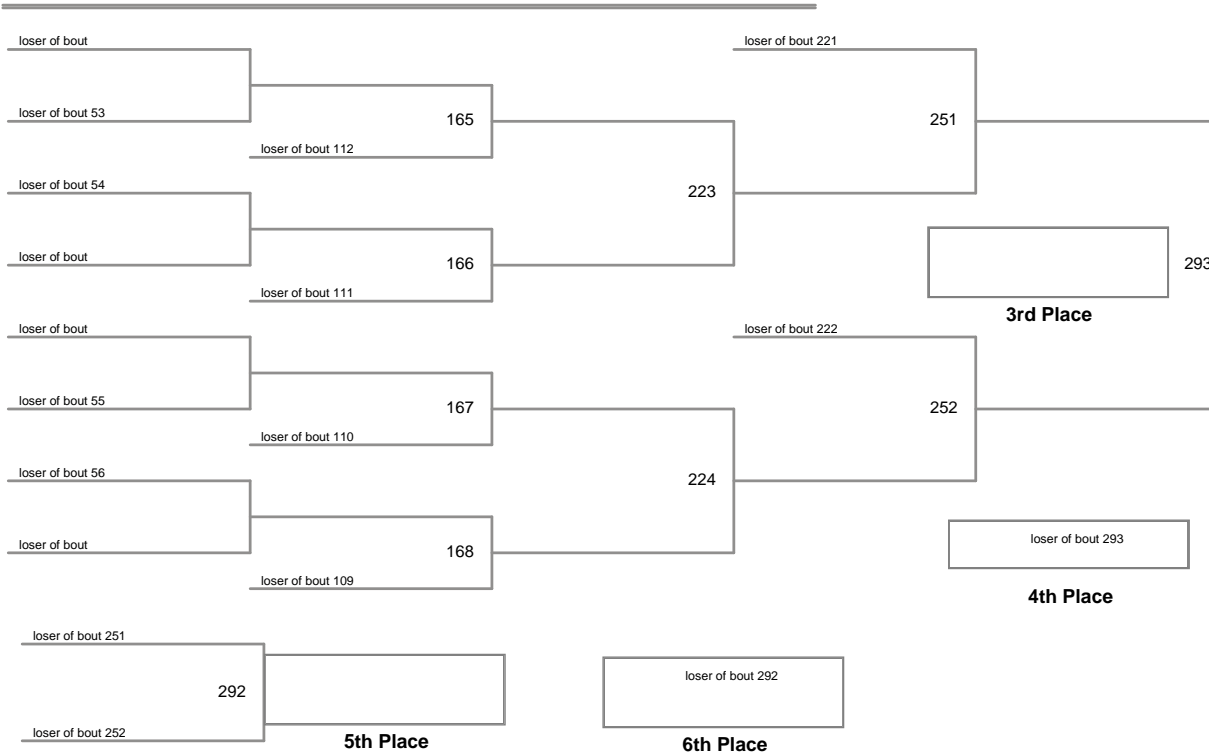 loser of bout
loser of bout 221
loser of bout 53
165
251
loser of bout 112
loser of bout 54
223
loser of bout
166
293
loser of bout 111
3rd Place
loser of bout
loser of bout 222
loser of bout 55
167
252
loser of bout 110
loser of bout 56
224
loser of bout
168
loser of bout 293
loser of bout 109
4th Place
loser of bout 251
292
loser of bout 292
loser of bout 252
5th Place
6th Place